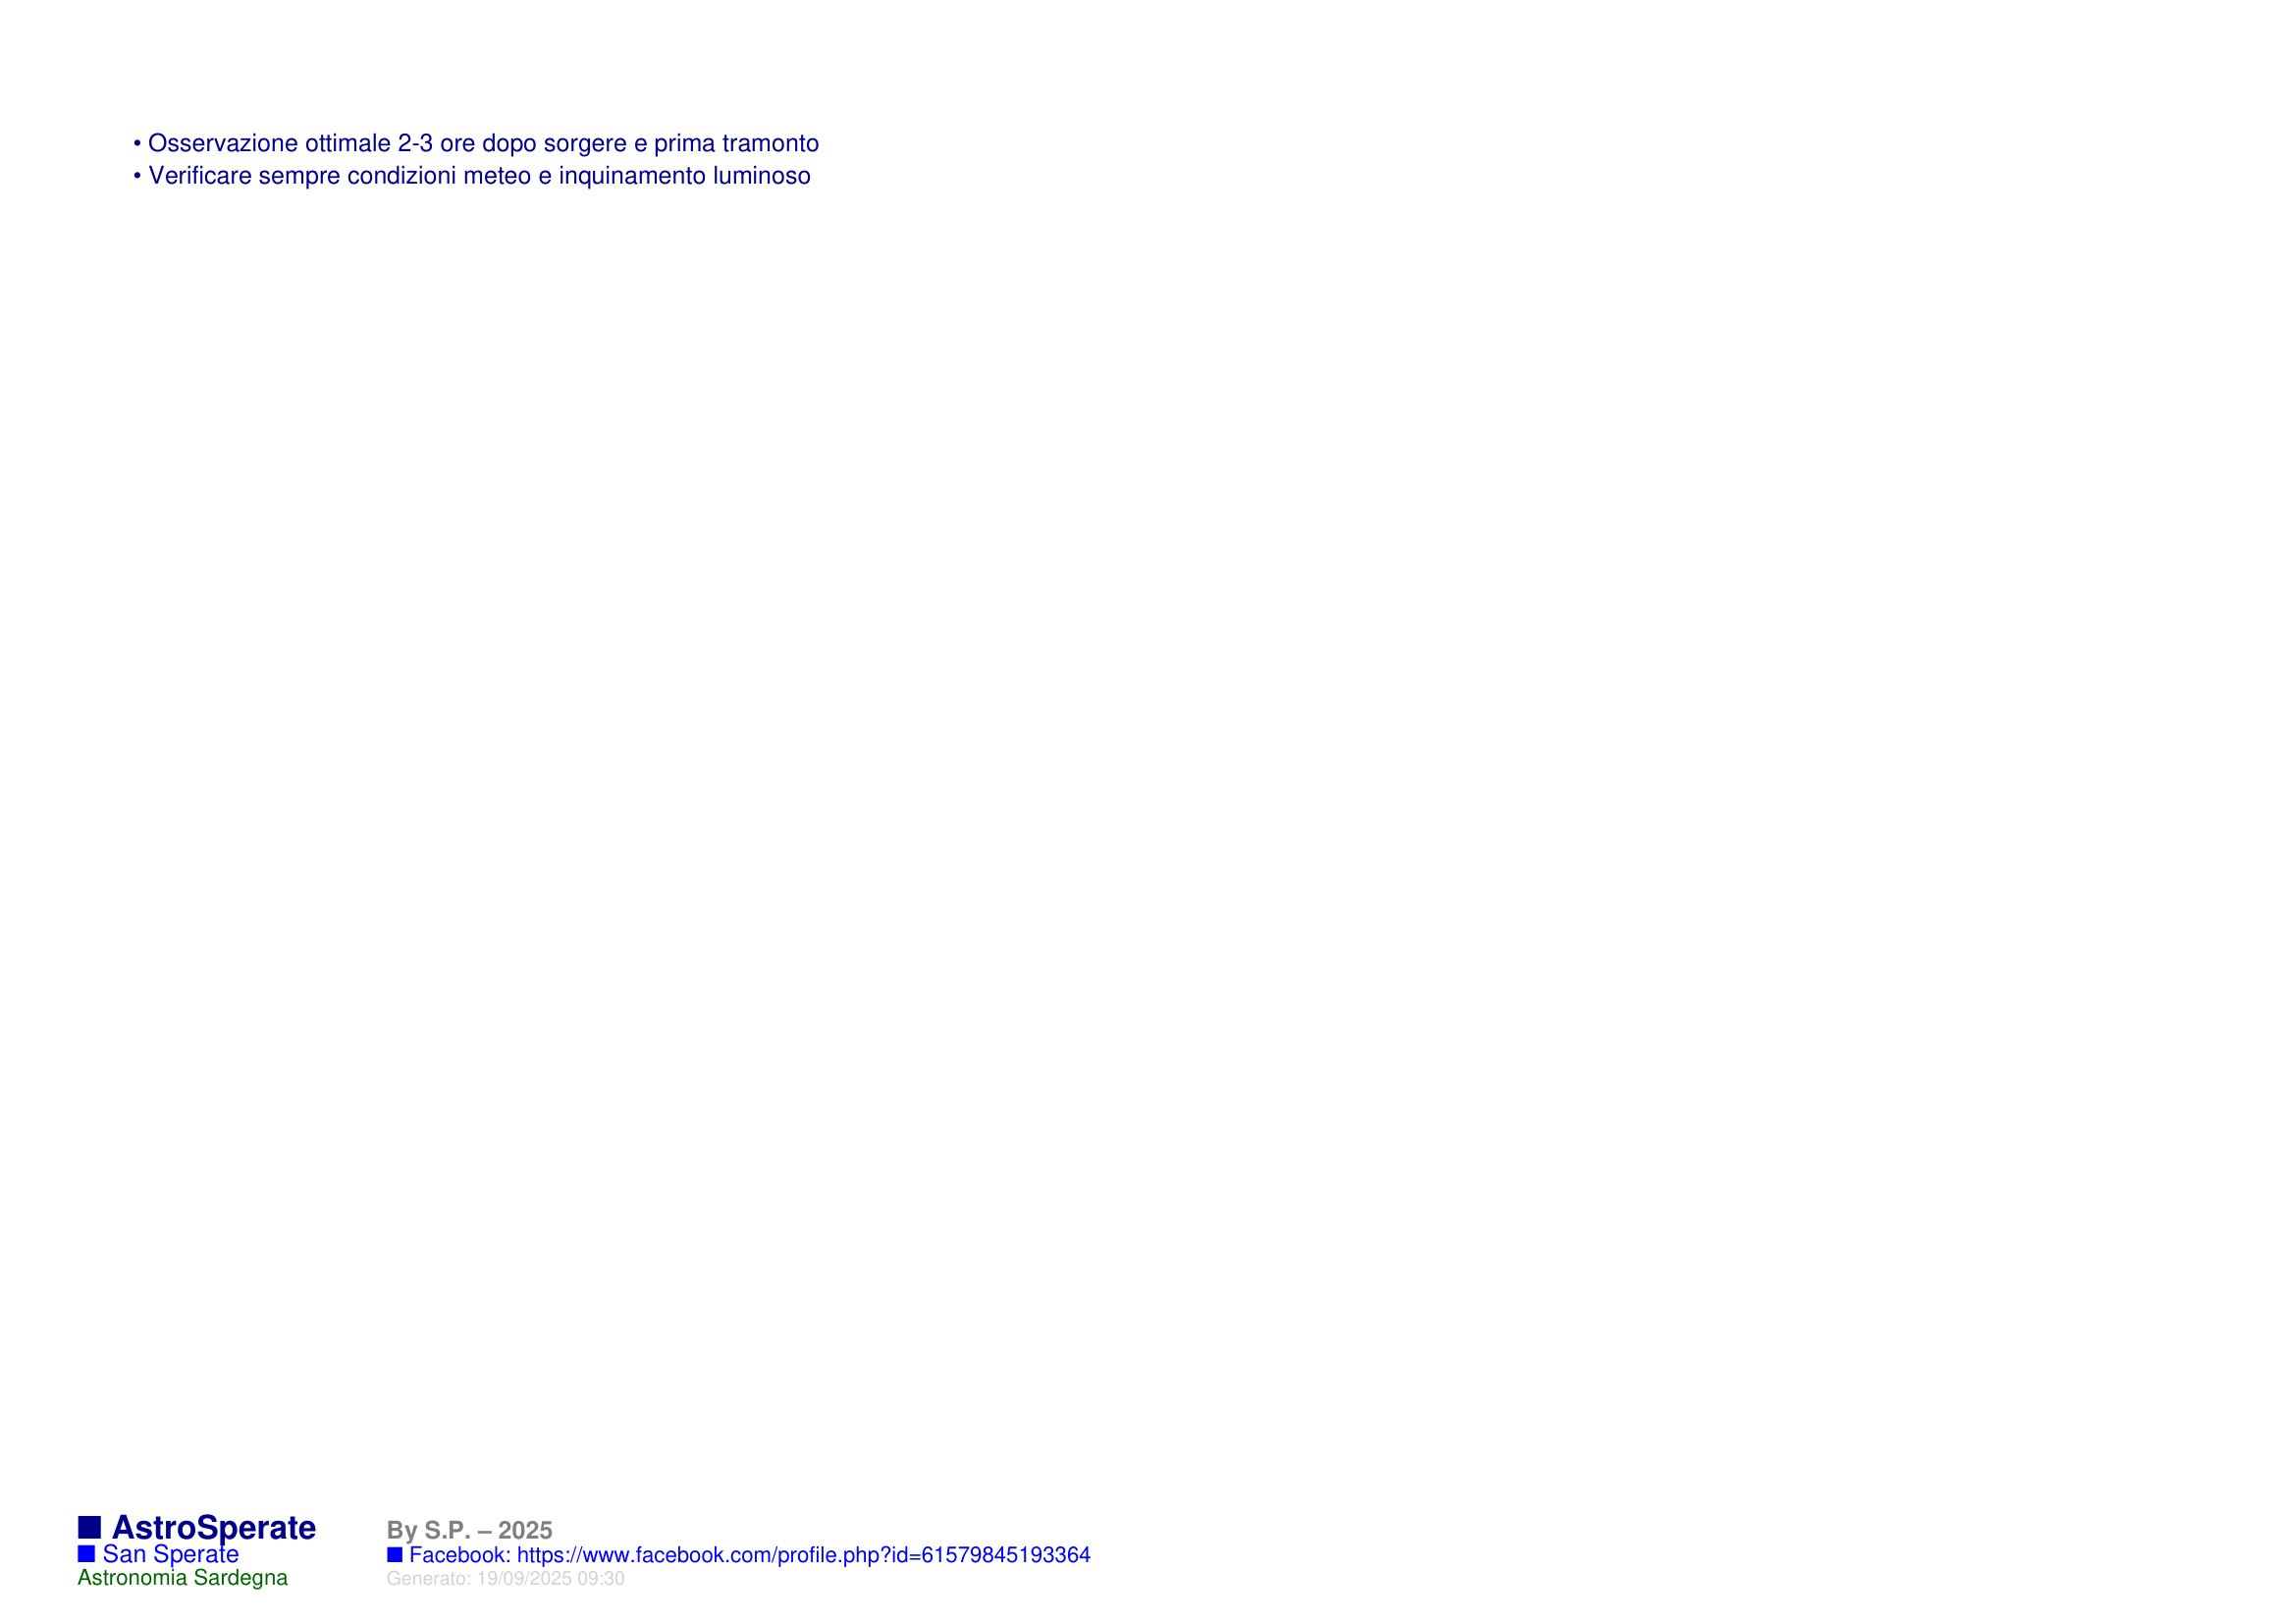 • Osservazione ottimale 2-3 ore dopo sorgere e prima tramonto
• Verificare sempre condizioni meteo e inquinamento luminoso
■ AstroSperate
■ San Sperate
Astronomia Sardegna
By S.P. – 2025
■ Facebook: https://www.facebook.com/profile.php?id=61579845193364
Generato: 19/09/2025 09:30